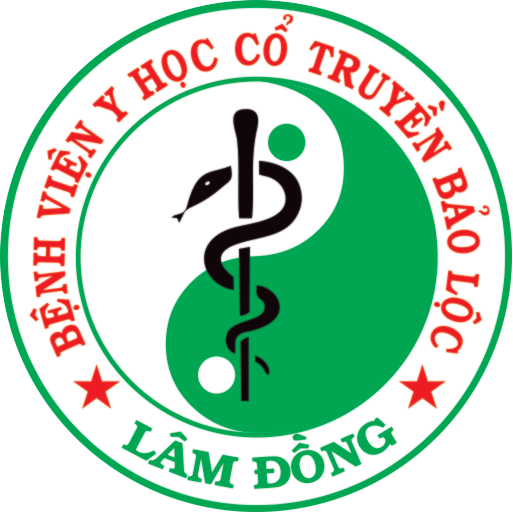 BỆNH VIỆN Y HỌC CỔ TRUYỀN BẢO LỘC
LÂM ĐỒNG